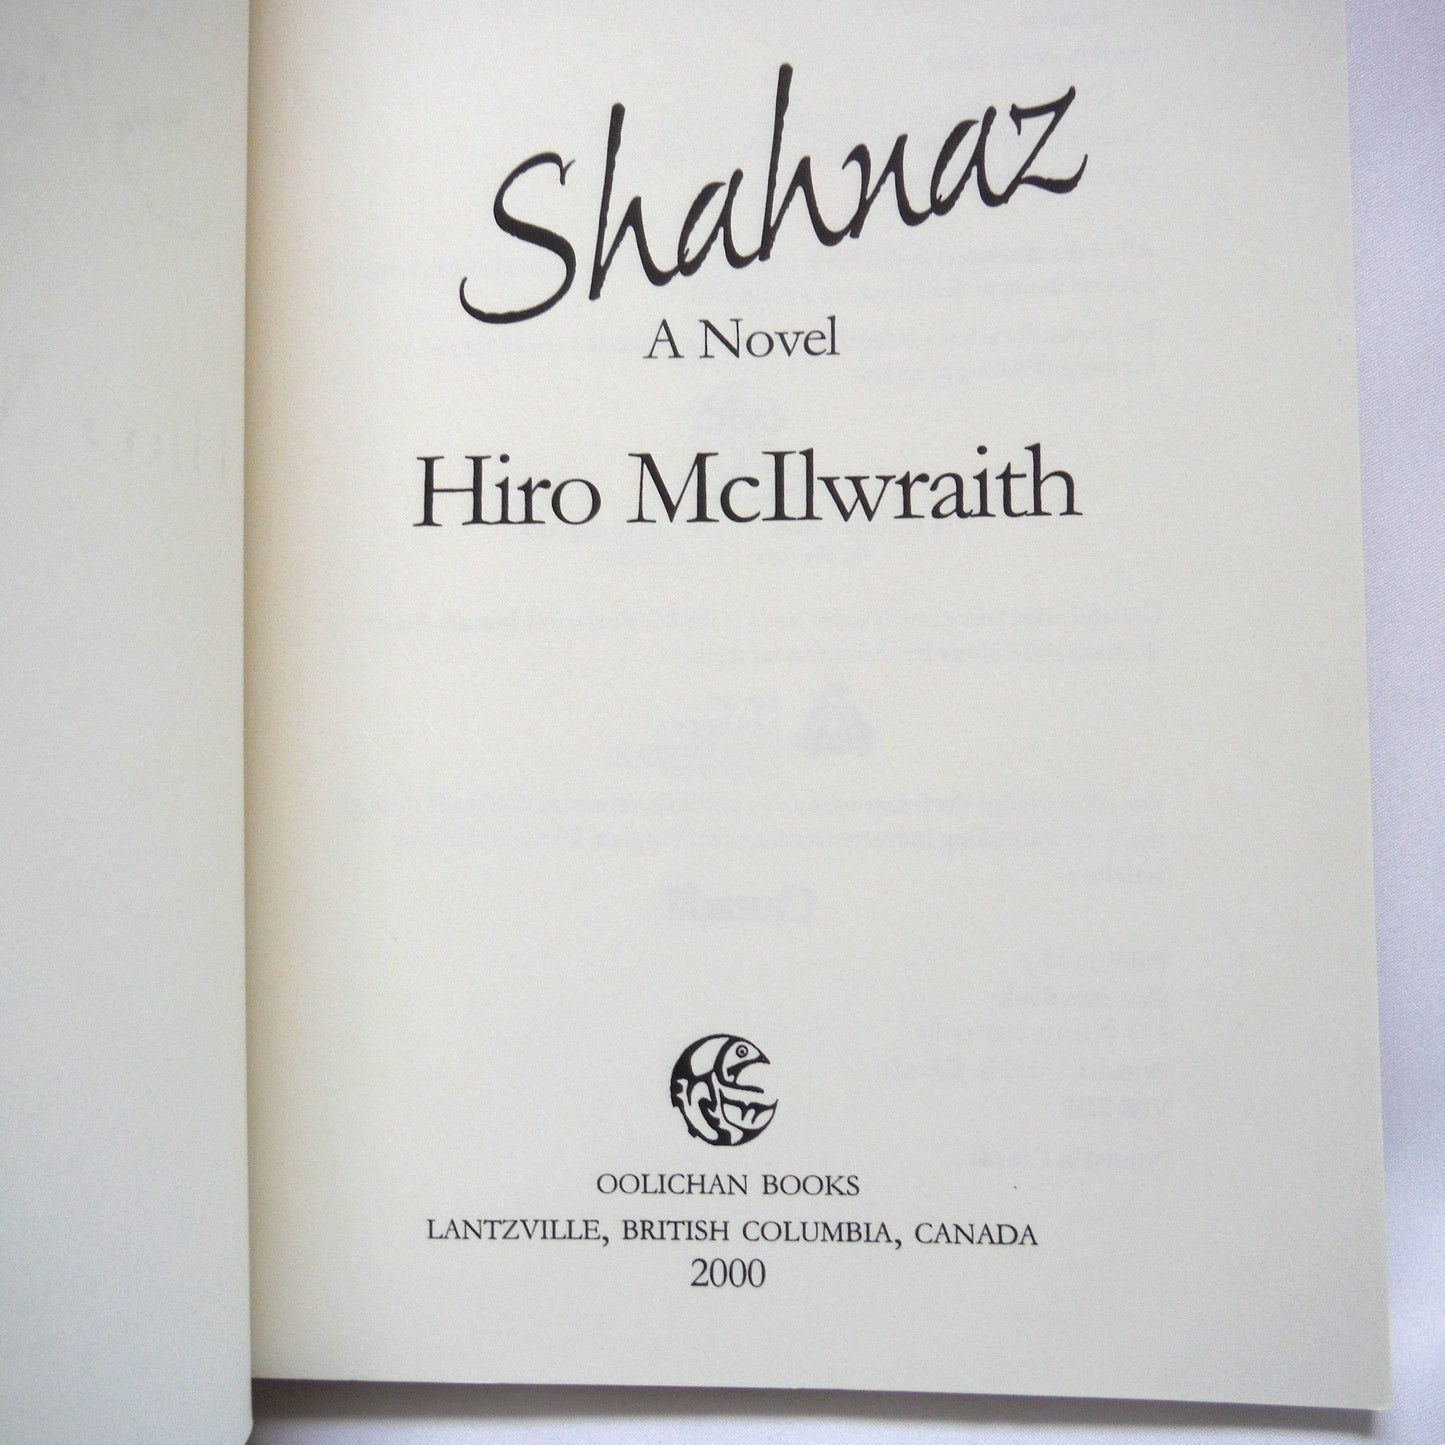 Shahnaz
A Novel
Hiro McIlwraith
OOLICHAN BOOKS
LANTZVILLE, BRITISH COLUMBIA, CANADA
2000